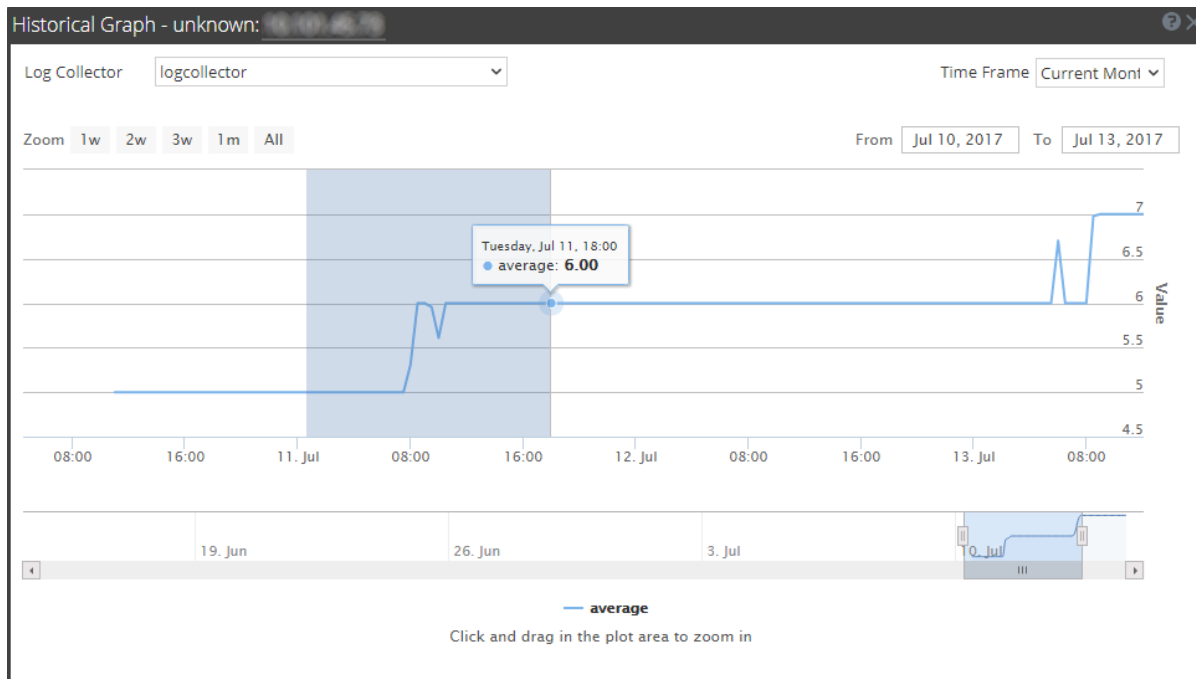 Historical Graph - unknown:
Log Collector logcollector Time Frame Current Mont
Zoom 1w 2w 3w 1m All From Jul 10, 2017 To Jul 13, 2017
7
6.5
6
5.5
5
4.5
Value
Tuesday, Jul 11, 18:00
average: 6.00
08:00 16:00 11. Jul 08:00 16:00 12. Jul 08:00 16:00 13. Jul 08:00
19. Jun 26. Jun 3. Jul 10. Jul
average
Click and drag in the plot area to zoom in